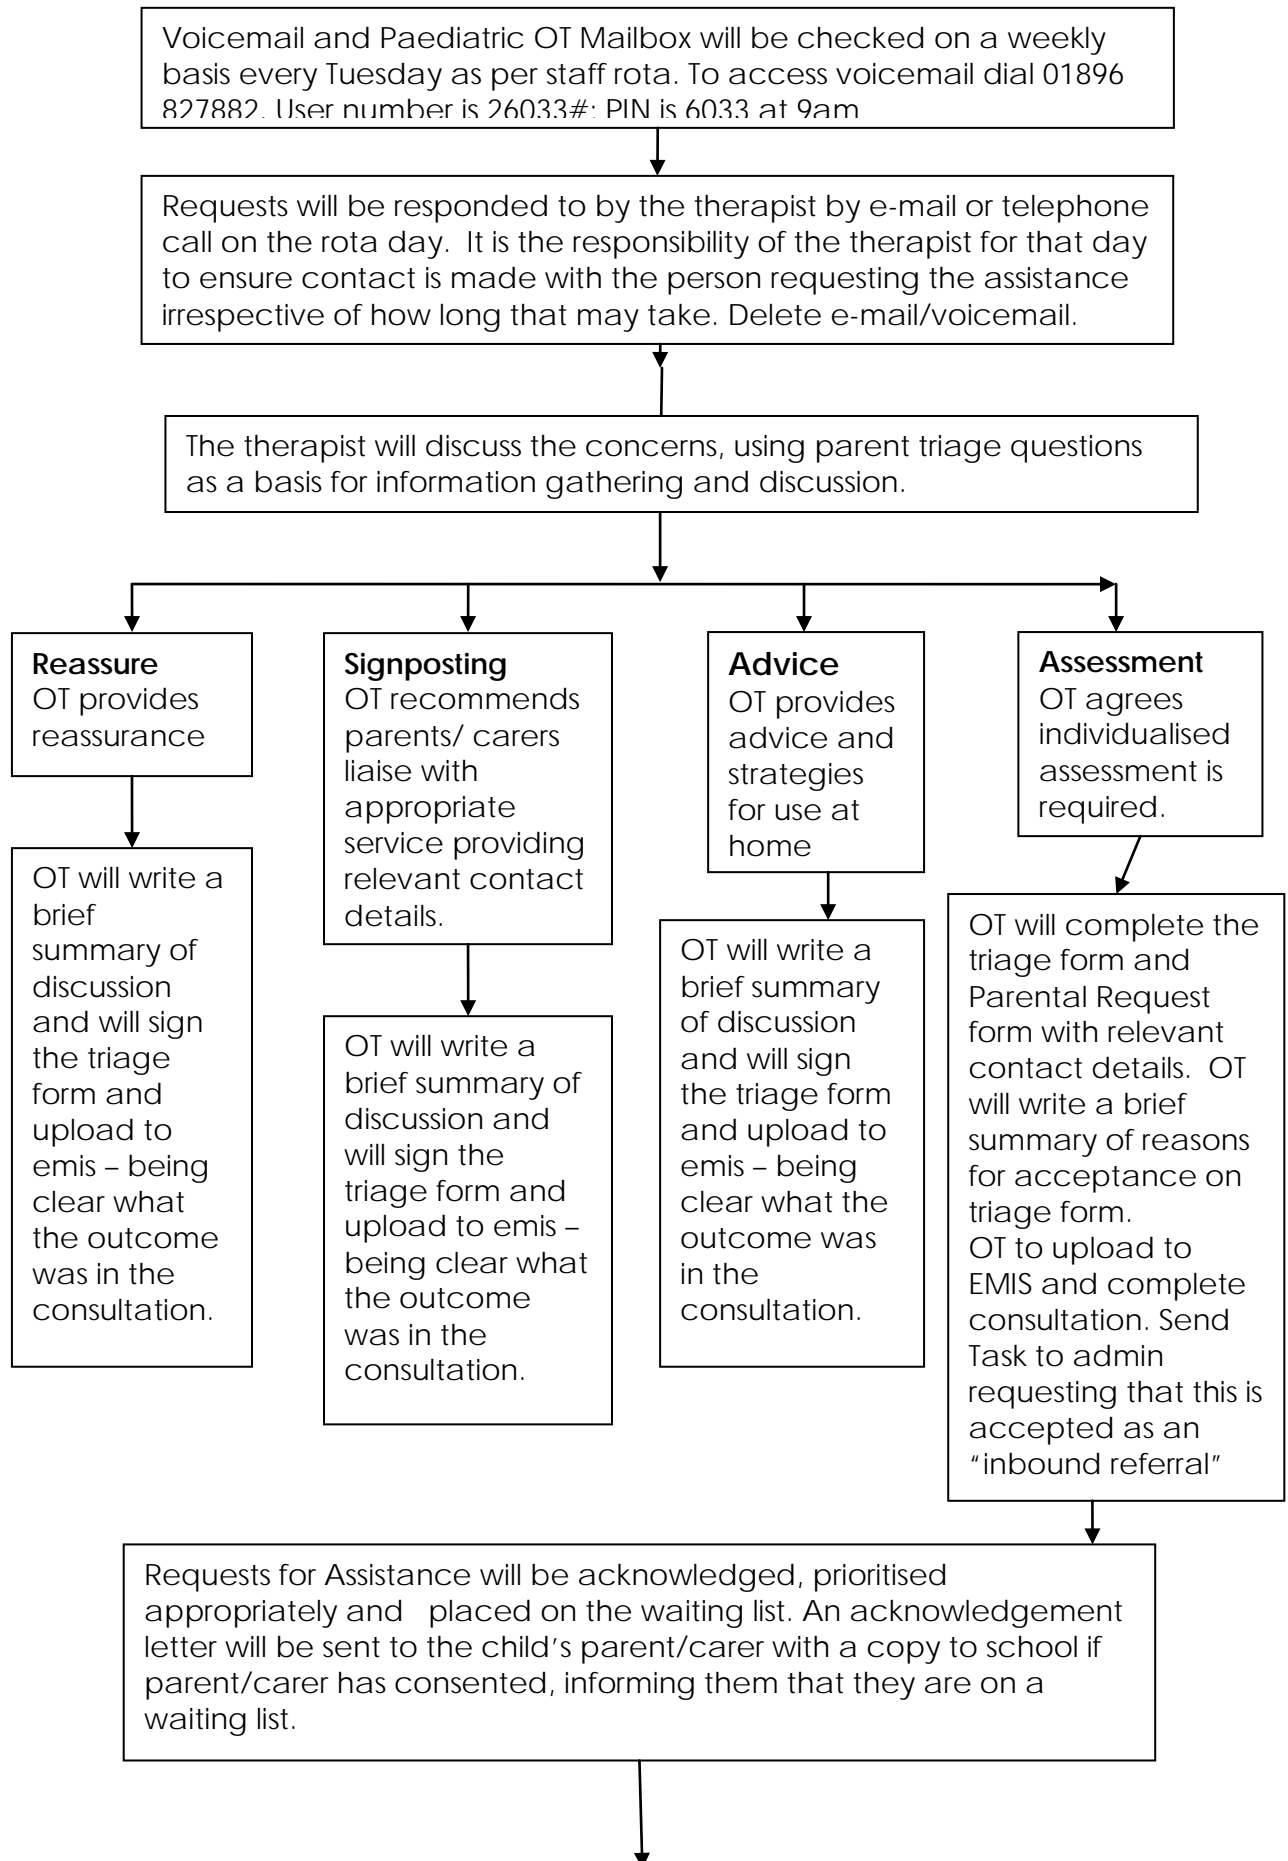 Voicemail and Paediatric OT Mailbox will be checked on a weekly
basis every Tuesday as per staff rota. To access voicemail dial 01896
827882. User number is 26033#; PIN is 6033 at 9am
Requests will be responded to by the therapist by e-mail or telephone
call on the rota day.  It is the responsibility of the therapist for that day
to ensure contact is made with the person requesting the assistance
irrespective of how long that may take. Delete e-mail/voicemail.
The therapist will discuss the concerns, using parent triage questions
as a basis for information gathering and discussion.
Reassure
OT provides
reassurance
OT will write a
brief
summary of
discussion
and will sign
the triage
form and
upload to
emis – being
clear what
the outcome
was in the
consultation.
Signposting
OT recommends
parents/ carers
liaise with
appropriate
service providing
relevant contact
details.
OT will write a
brief summary of
discussion and
will sign the
triage form and
upload to emis –
being clear what
the outcome
was in the
consultation.
Advice
OT provides
advice and
strategies
for use at
home
OT will write a
brief summary
of discussion
and will sign
the triage form
and upload to
emis – being
clear what the
outcome was
in the
consultation.
Assessment
OT agrees
individualised
assessment is
required.
OT will complete the
triage form and
Parental Request
form with relevant
contact details.  OT
will write a brief
summary of reasons
for acceptance on
triage form.
OT to upload to
EMIS and complete
consultation. Send
Task to admin
requesting that this is
accepted as an
“inbound referral”
Requests for Assistance will be acknowledged, prioritised
appropriately and   placed on the waiting list. An acknowledgement
letter will be sent to the child’s parent/carer with a copy to school if
parent/carer has consented, informing them that they are on a
waiting list.